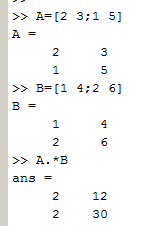 >> A=[2 3;1 5]
A =
2 3
1 5
>> B=[1 4;2 6]
B =
1 4
2 6
>> A.*B
ans =
2 12
2 30